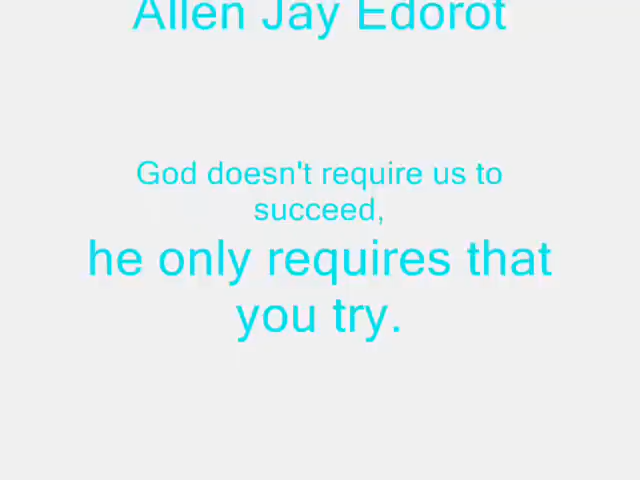 Allen Jay Edorot
God doesn't require us to
succeed,
he only requires that
you try.